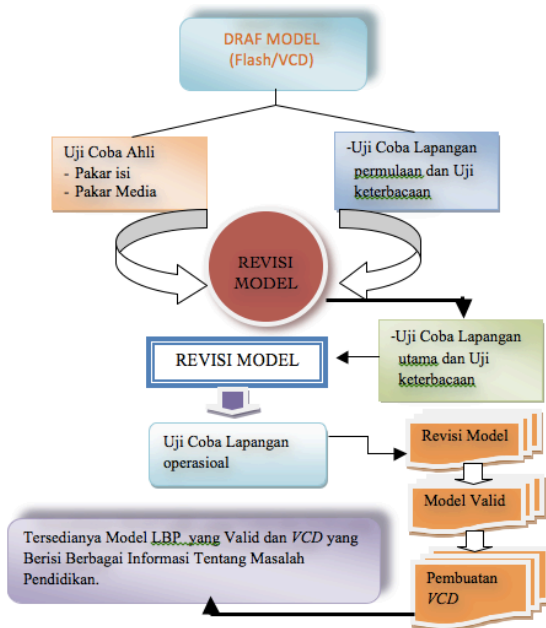 DRAF MODEL
(Flash/VCD)
Uji Coba Ahli
- Pakar isi
- Pakar Media
-Uji Coba Lapangan
permulaan dan Uji
keterbacaan
REVISI
MODEL
-Uji Coba Lapangan
utama dan Uji
keterbacaan
REVISI MODEL
Uji Coba Lapangan
operasioal
Revisi Model
Model Valid
Pembuatan
VCD
Tersedianya Model LBP yang Valid dan VCD yang
Berisi Berbagai Informasi Tentang Masalah
Pendidikan.